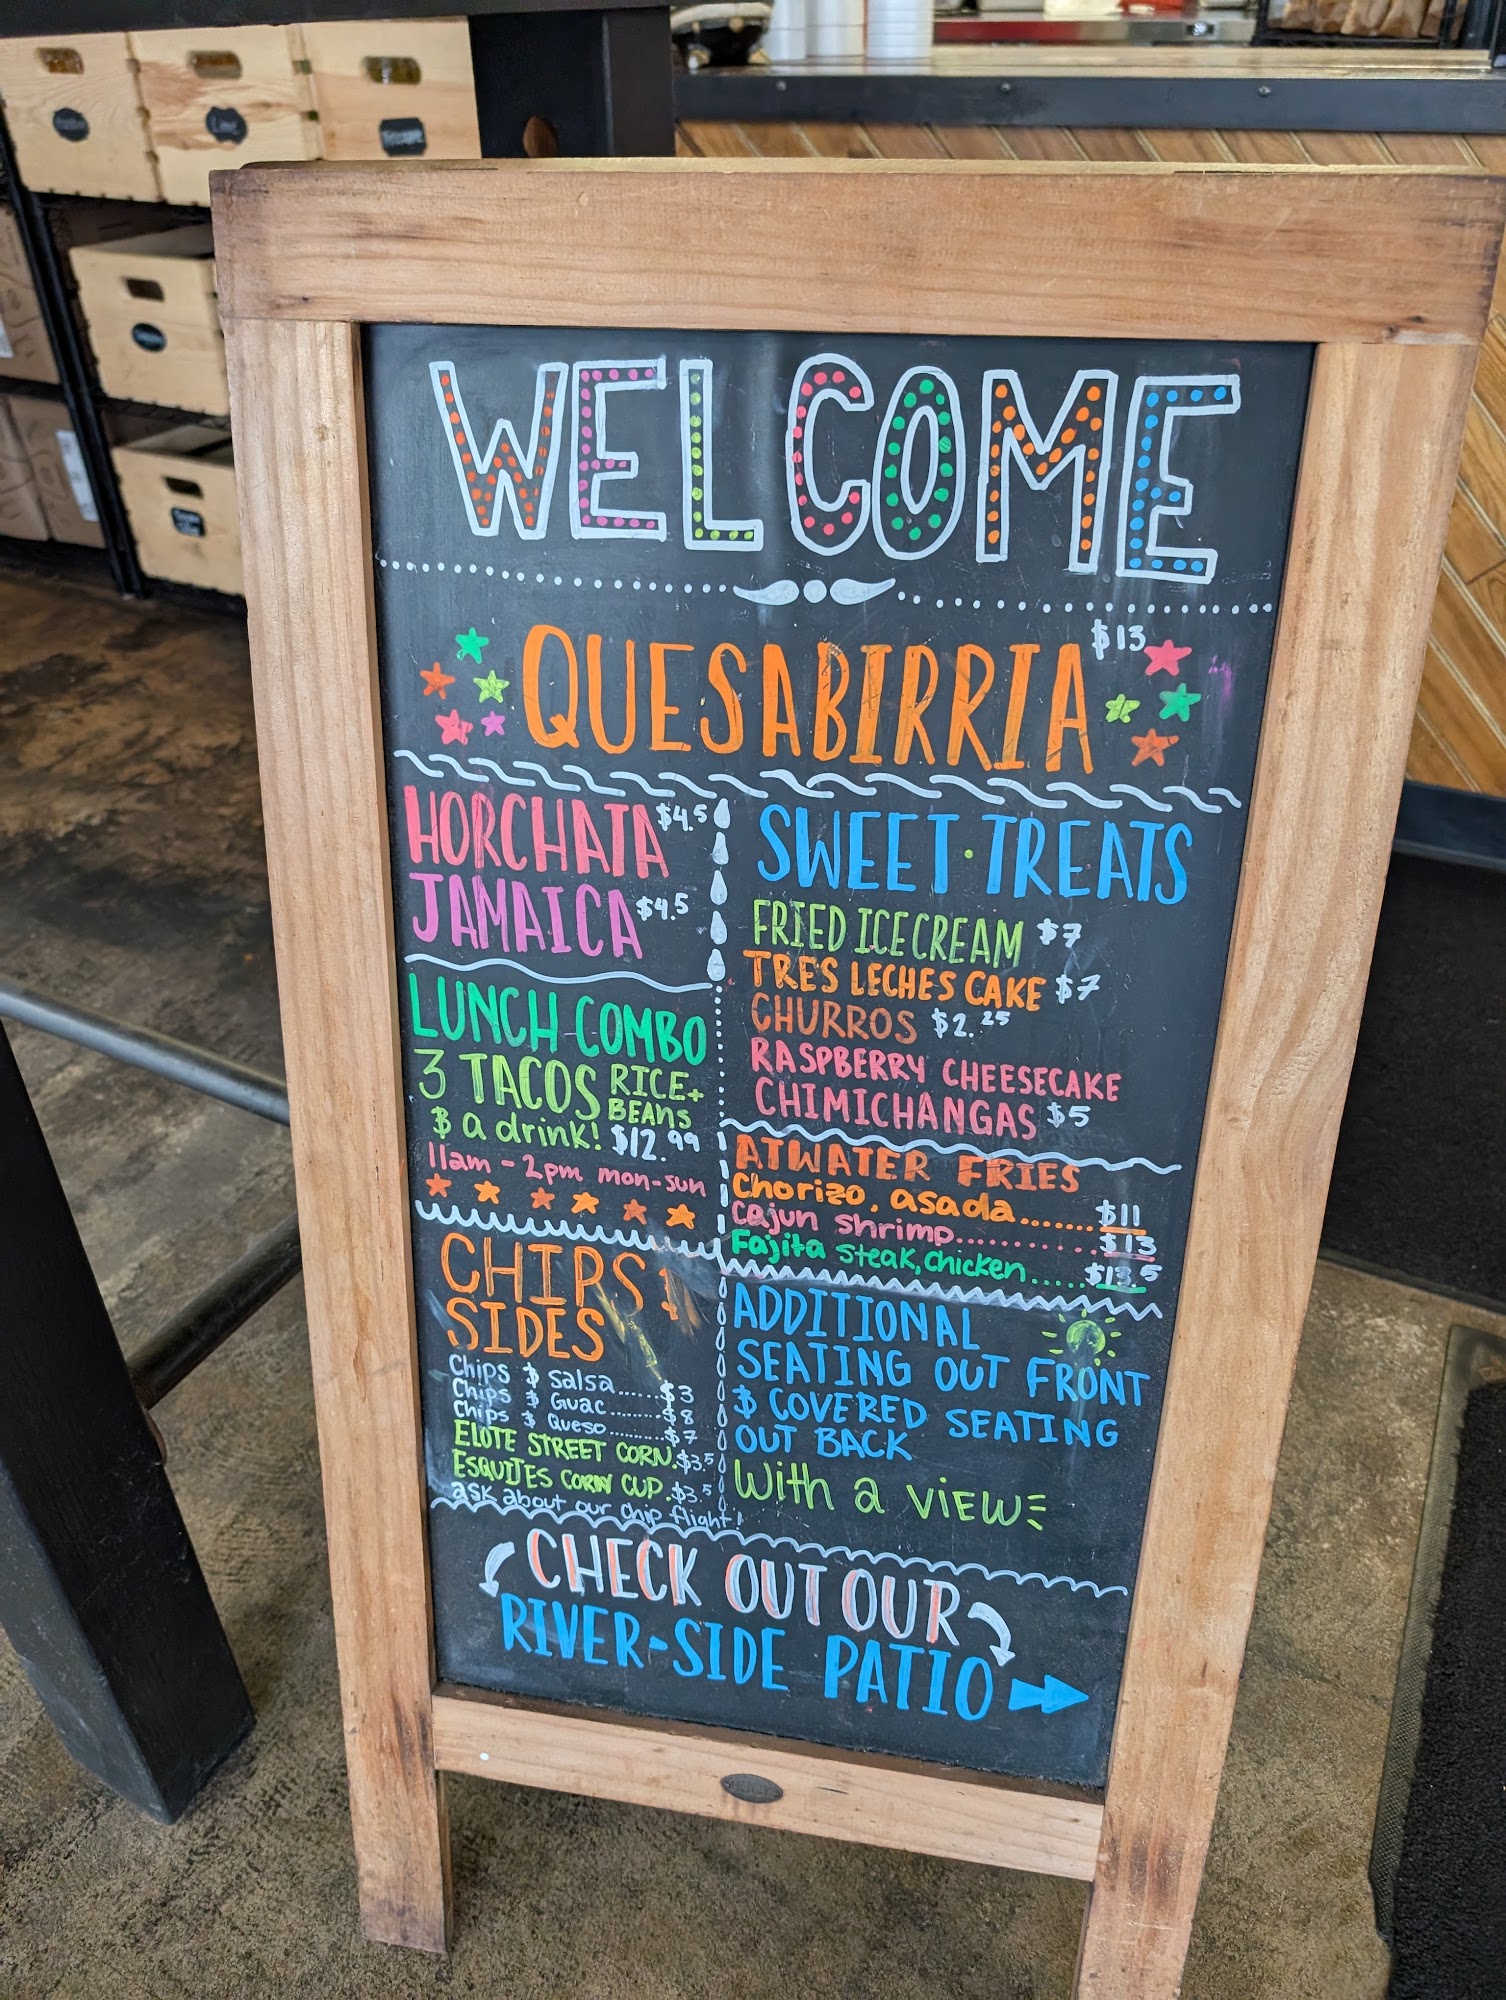 Lime
WELCOME
QUESABIRRIA $13
HORCHATA $4.5
JAMAICA $4.5
LUNCH COMBO
3 TACOS RICE+
BEANS
& a drink! $12.99
11am - 2pm mon-sun
CHIPS &
SIDES
Chips & salsa......$3
Chips & Guac........$8
Chips & Queso..........$7
ELOTE STREET CORN.$3.5
ESQUITES CORN CUP.$3.5
ask about our chip flight!
SWEET·TREATS
FRIED ICE CREAM $7
TRES LECHES CAKE $7
CHURROS $2.25
RASPBERRY CHEESECAKE
CHIMICHANGAS $5
ATWATER FRIES
Chorizo, asada.......$11
Cajun shrimp...........$13
Fajita steak, chicken.....$13.5
ADDITIONAL
SEATING OUT FRONT
& COVERED SEATING
OUT BACK
With a view
CHECK OUT OUR
RIVER-SIDE PATIO